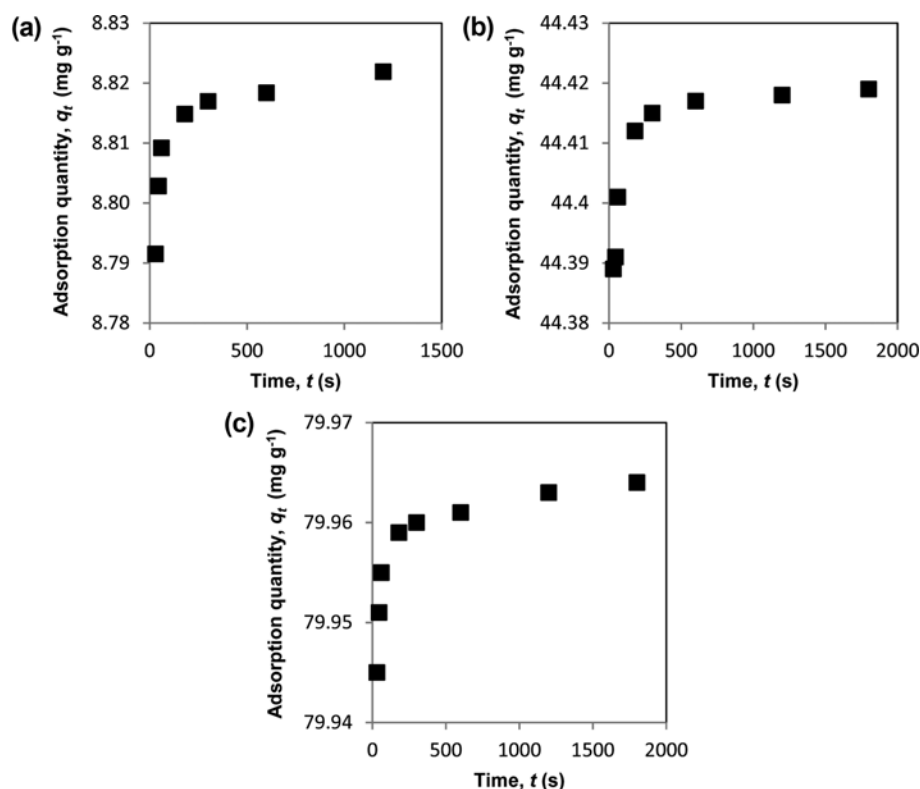 (a)
Adsorption quantity, qt (mg g-1)
8.83
8.82
8.81
8.80
8.79
8.78
0 500 1000 1500
Time, t (s)
(b)
Adsorption quantity, qt (mg g-1)
44.43
44.42
44.41
44.4
44.39
44.38
0 500 1000 1500 2000
Time, t (s)
(c)
Adsorption quantity, qt (mg g-1)
79.97
79.96
79.95
79.94
0 500 1000 1500 2000
Time, t (s)